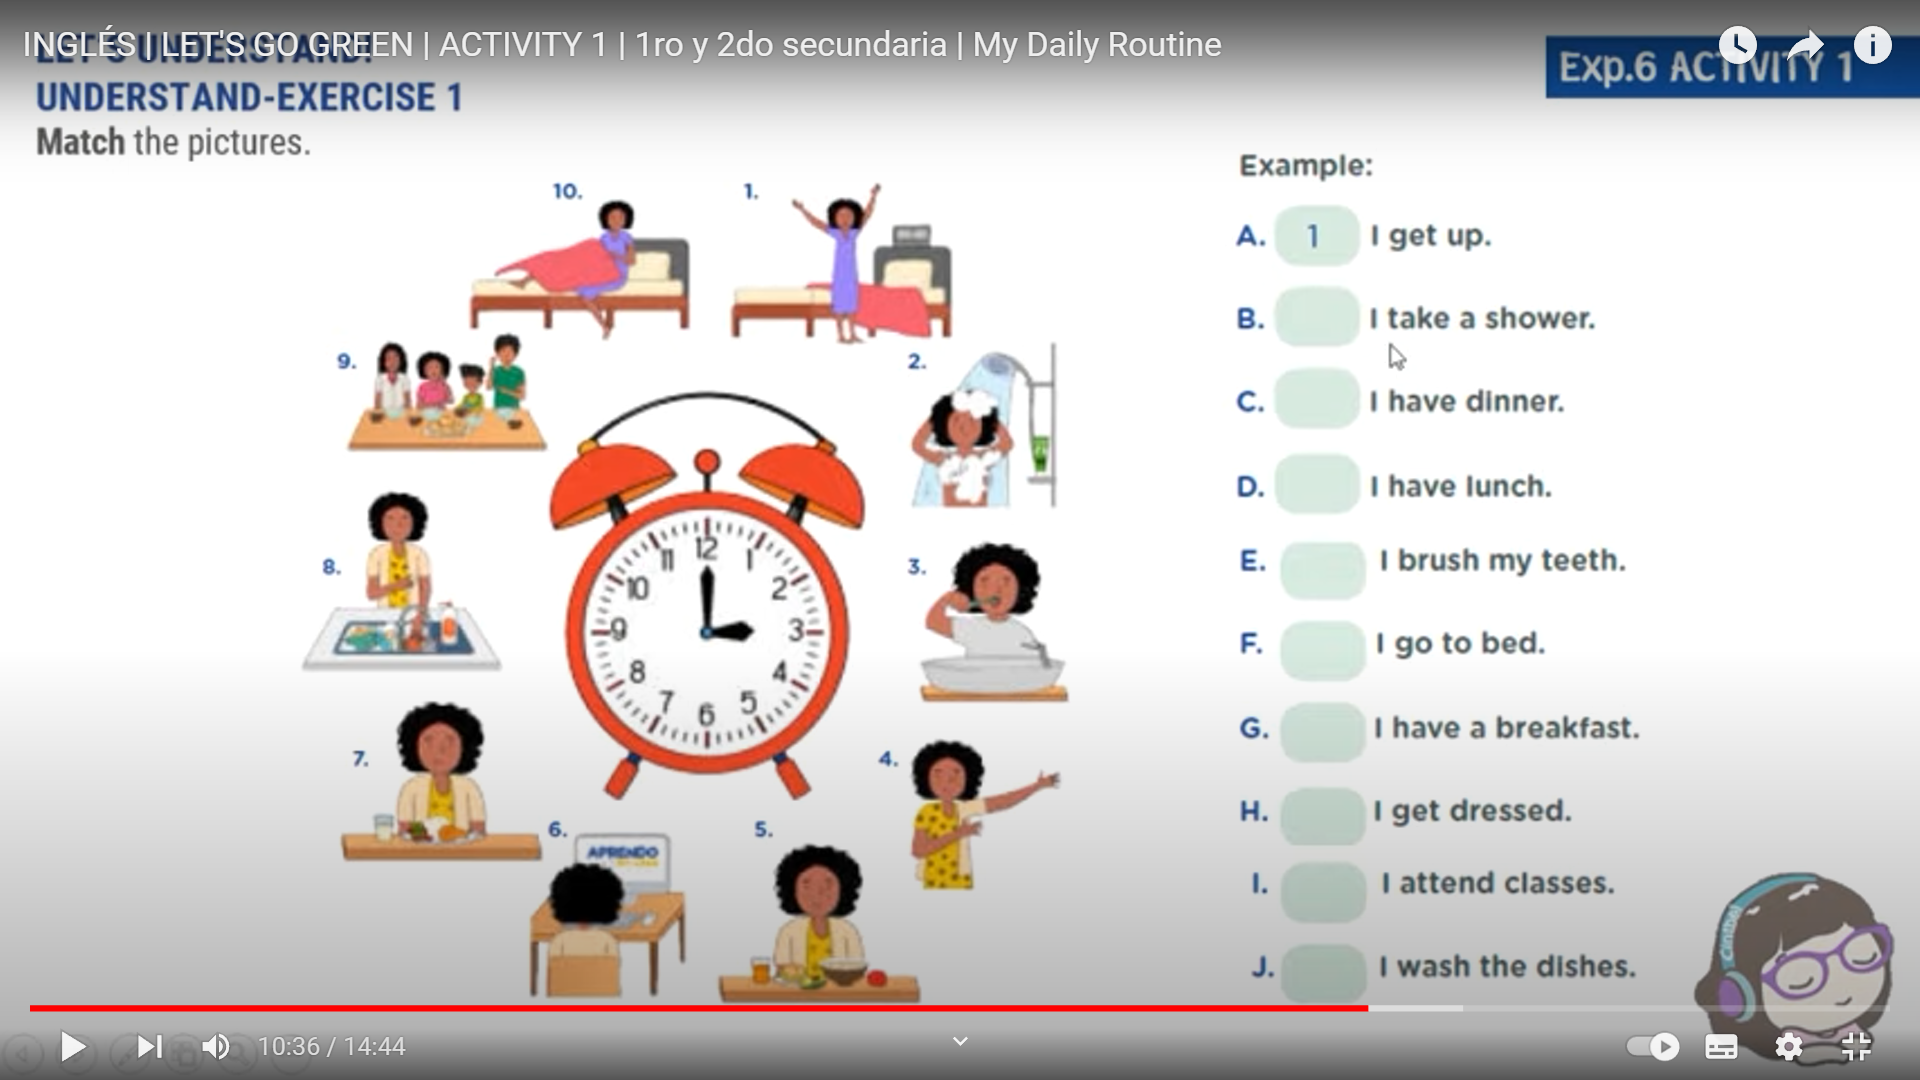 INGLÉS | LET'S GO GREEN | ACTIVITY 1 | 1ro y 2do secundaria | My Daily Routine
LET'S UNDERSTAND!
UNDERSTAND-EXERCISE 1
Match the pictures.
Exp.6 ACTIVITY 1
10.
1.
9.
2.
8.
3.
7.
4.
6.
5.
12
1
2
3
4
5
6
7
8
9
10
11
APRENDO
Example:
A. 1 I get up.
B. I take a shower.
C. I have dinner.
D. I have lunch.
E. I brush my teeth.
F. I go to bed.
G. I have a breakfast.
H. I get dressed.
I. I attend classes.
J. I wash the dishes.
10:36 / 14:44